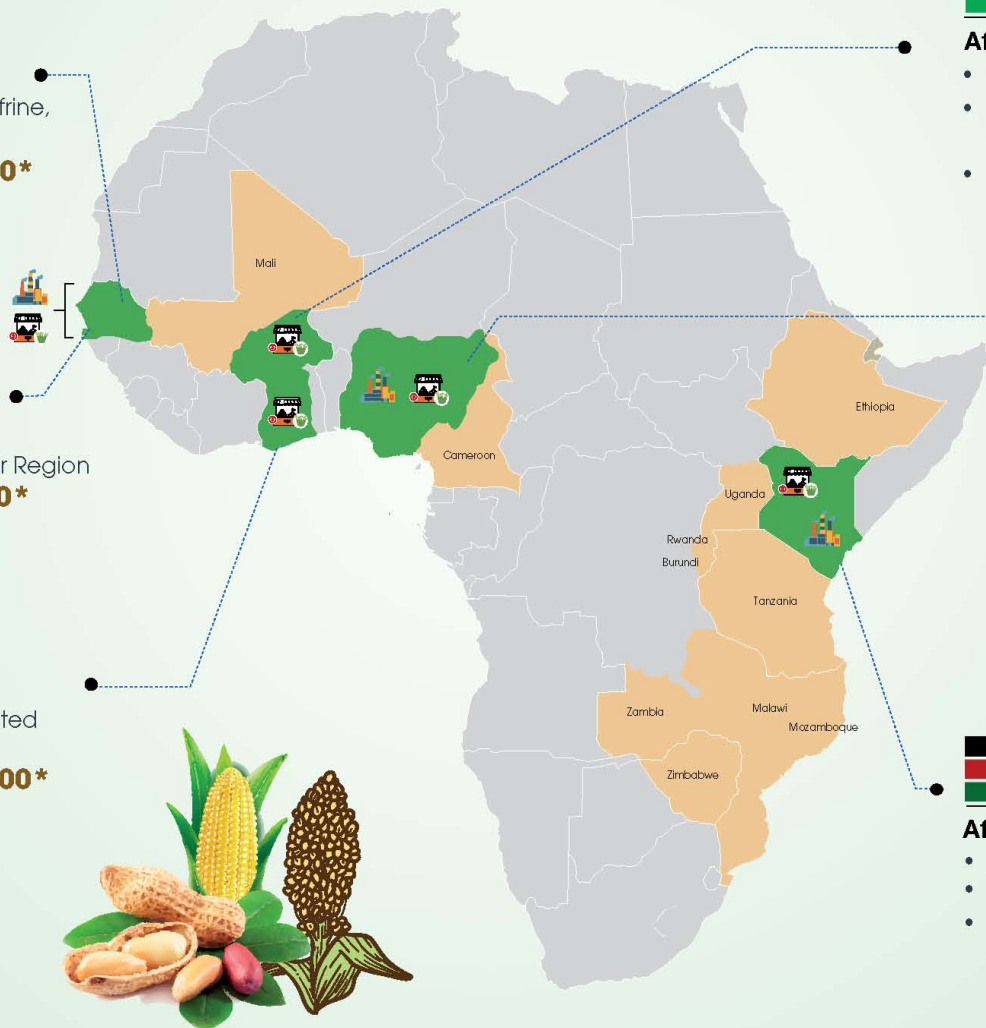 frine,
0*
r Region
0*
ted
00*
Af
Mali
Cameroon
Ethiopia
Uganda
Rwanda
Burundi
Tanzania
Zambia
Malawi
Mozamboque
Zimbabwe
Af